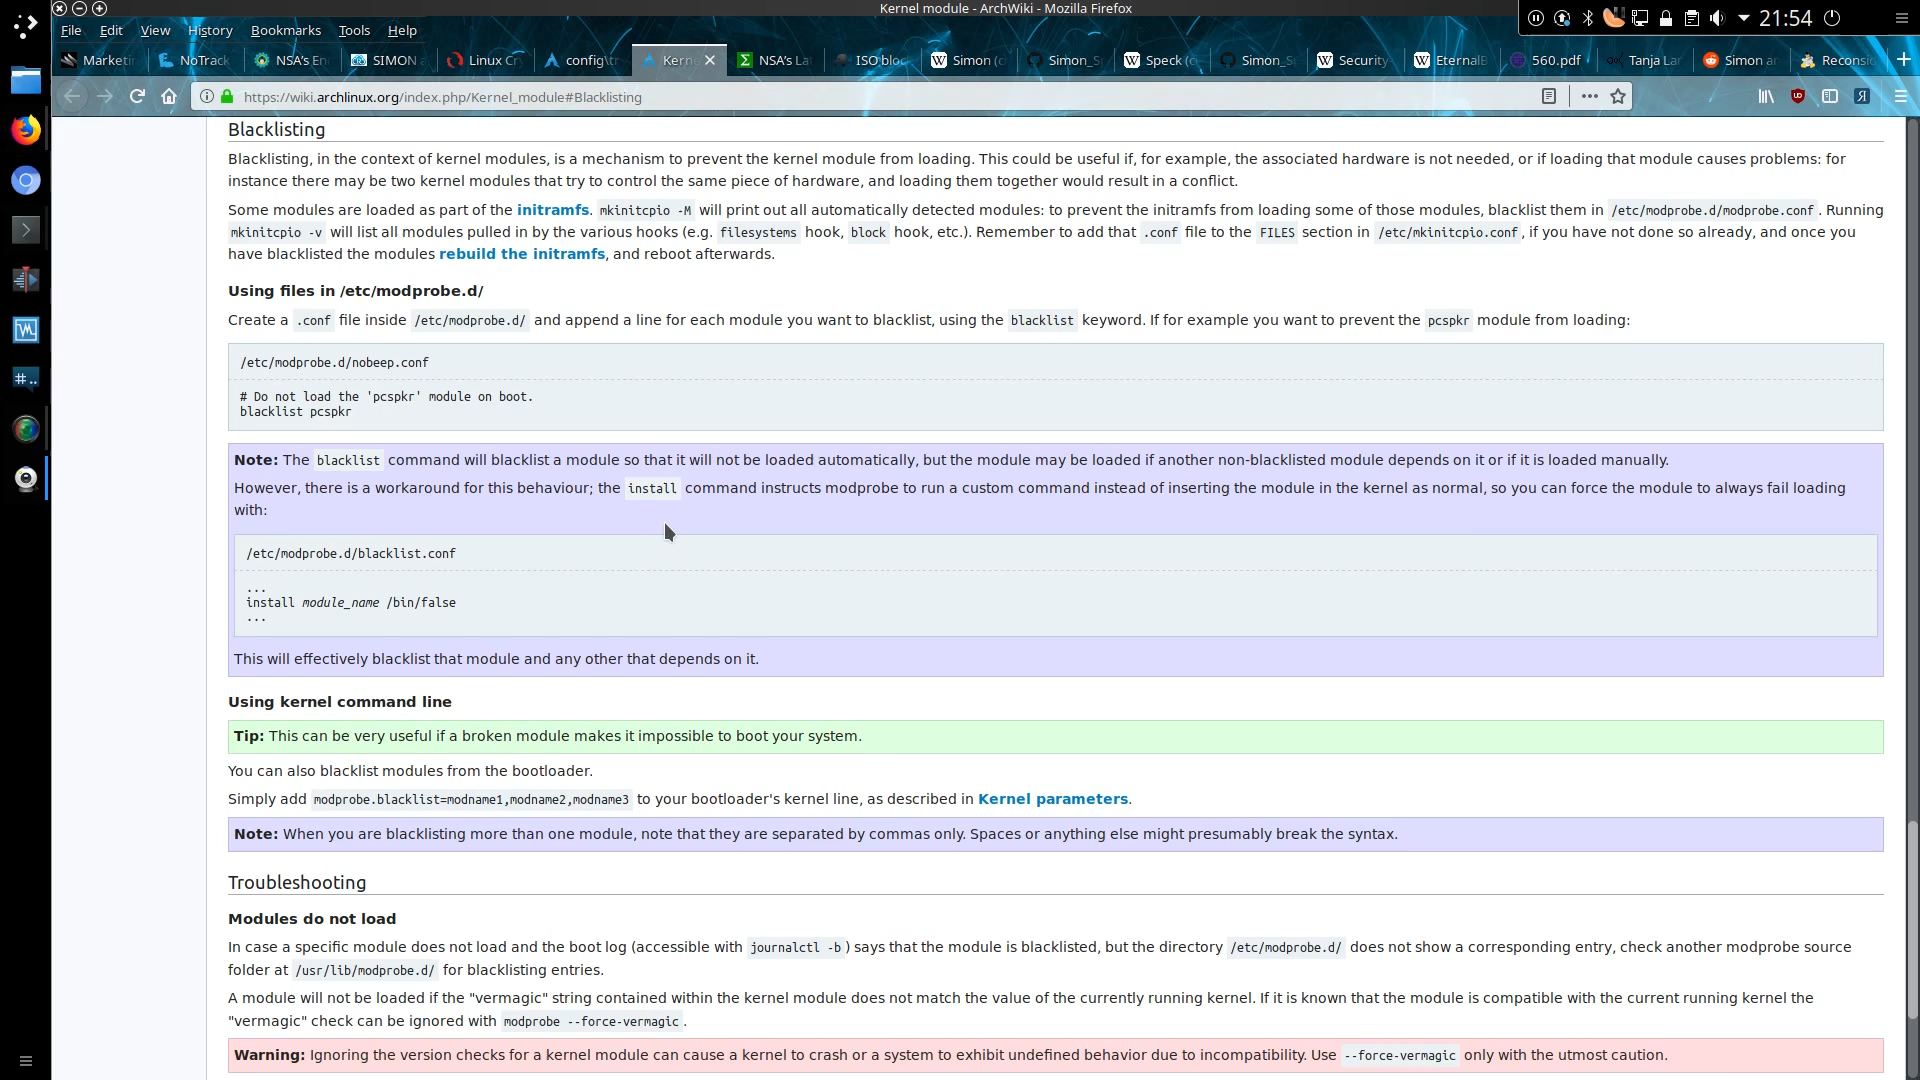 Kernel module - ArchWiki - Mozilla Firefox
21:54
File Edit View History Bookmarks Tools Help
Marketi NoTrack NSA's En SIMON a Linux Cr config\tr Kerne NSA's La ISO bloc Simon (c Simon_S Speck (c Simon_S Security EternalB 560.pdf Tanja Lar Simon ar Reconsi
https://wiki.archlinux.org/index.php/Kernel_module#Blacklisting
Blacklisting
Blacklisting, in the context of kernel modules, is a mechanism to prevent the kernel module from loading. This could be useful if, for example, the associated hardware is not needed, or if loading that module causes problems: for
instance there may be two kernel modules that try to control the same piece of hardware, and loading them together would result in a conflict.
Some modules are loaded as part of the initramfs. mkinitcpio -M will print out all automatically detected modules: to prevent the initramfs from loading some of those modules, blacklist them in /etc/modprobe.d/modprobe.conf. Running
mkinitcpio -v will list all modules pulled in by the various hooks (e.g. filesystems hook, block hook, etc.). Remember to add that .conf file to the FILES section in /etc/mkinitcpio.conf, if you have not done so already, and once you
have blacklisted the modules rebuild the initramfs, and reboot afterwards.
Using files in /etc/modprobe.d/
Create a .conf file inside /etc/modprobe.d/ and append a line for each module you want to blacklist, using the blacklist keyword. If for example you want to prevent the pcspkr module from loading:
/etc/modprobe.d/nobeep.conf
# Do not load the 'pcspkr' module on boot.
blacklist pcspkr
Note: The blacklist command will blacklist a module so that it will not be loaded automatically, but the module may be loaded if another non-blacklisted module depends on it or if it is loaded manually.
However, there is a workaround for this behaviour; the install command instructs modprobe to run a custom command instead of inserting the module in the kernel as normal, so you can force the module to always fail loading
with:
/etc/modprobe.d/blacklist.conf
...
install module_name /bin/false
...
This will effectively blacklist that module and any other that depends on it.
Using kernel command line
Tip: This can be very useful if a broken module makes it impossible to boot your system.
You can also blacklist modules from the bootloader.
Simply add modprobe.blacklist=modname1,modname2,modname3 to your bootloader's kernel line, as described in Kernel parameters.
Note: When you are blacklisting more than one module, note that they are separated by commas only. Spaces or anything else might presumably break the syntax.
Troubleshooting
Modules do not load
In case a specific module does not load and the boot log (accessible with journalctl -b) says that the module is blacklisted, but the directory /etc/modprobe.d/ does not show a corresponding entry, check another modprobe source
folder at /usr/lib/modprobe.d/ for blacklisting entries.
A module will not be loaded if the "vermagic" string contained within the kernel module does not match the value of the currently running kernel. If it is known that the module is compatible with the current running kernel the
"vermagic" check can be ignored with modprobe --force-vermagic.
Warning: Ignoring the version checks for a kernel module can cause a kernel to crash or a system to exhibit undefined behavior due to incompatibility. Use --force-vermagic only with the utmost caution.